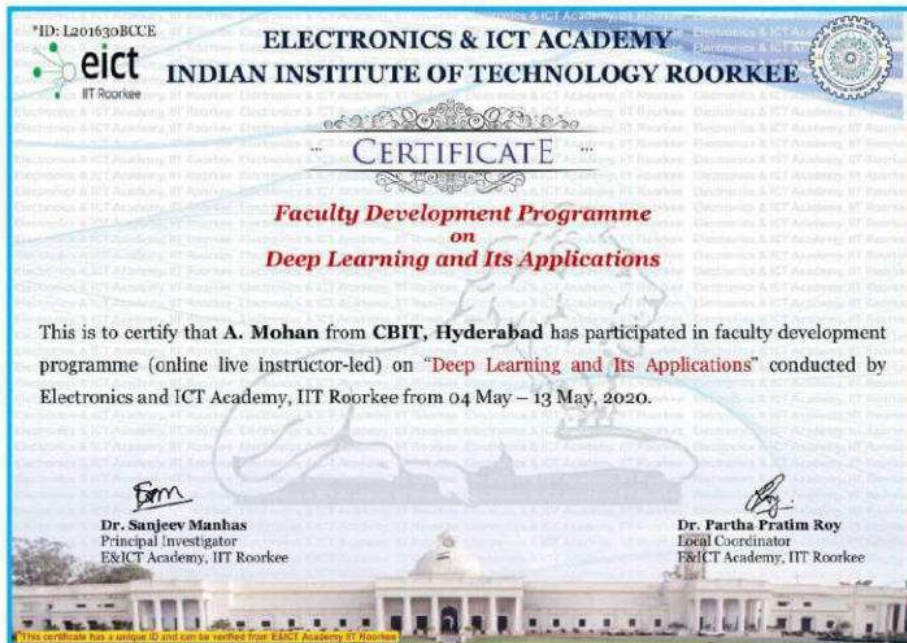 *ID: L201630BCCE
eict
IIT Roorkee
ELECTRONICS & ICT ACADEMY
INDIAN INSTITUTE OF TECHNOLOGY ROORKEE
CERTIFICATE
Faculty Development Programme
on
Deep Learning and Its Applications
This is to certify that A. Mohan from CBIT, Hyderabad has participated in faculty development
programme (online live instructor-led) on “Deep Learning and Its Applications” conducted by
Electronics and ICT Academy, IIT Roorkee from 04 May – 13 May, 2020.
Dr. Sanjeev Manhas
Principal Investigator
E&ICT Academy, IIT Roorkee
Dr. Partha Pratim Roy
Local Coordinator
E&ICT Academy, IIT Roorkee
*This certificate has a unique ID and can be verified from E&ICT Academy IIT Roorkee